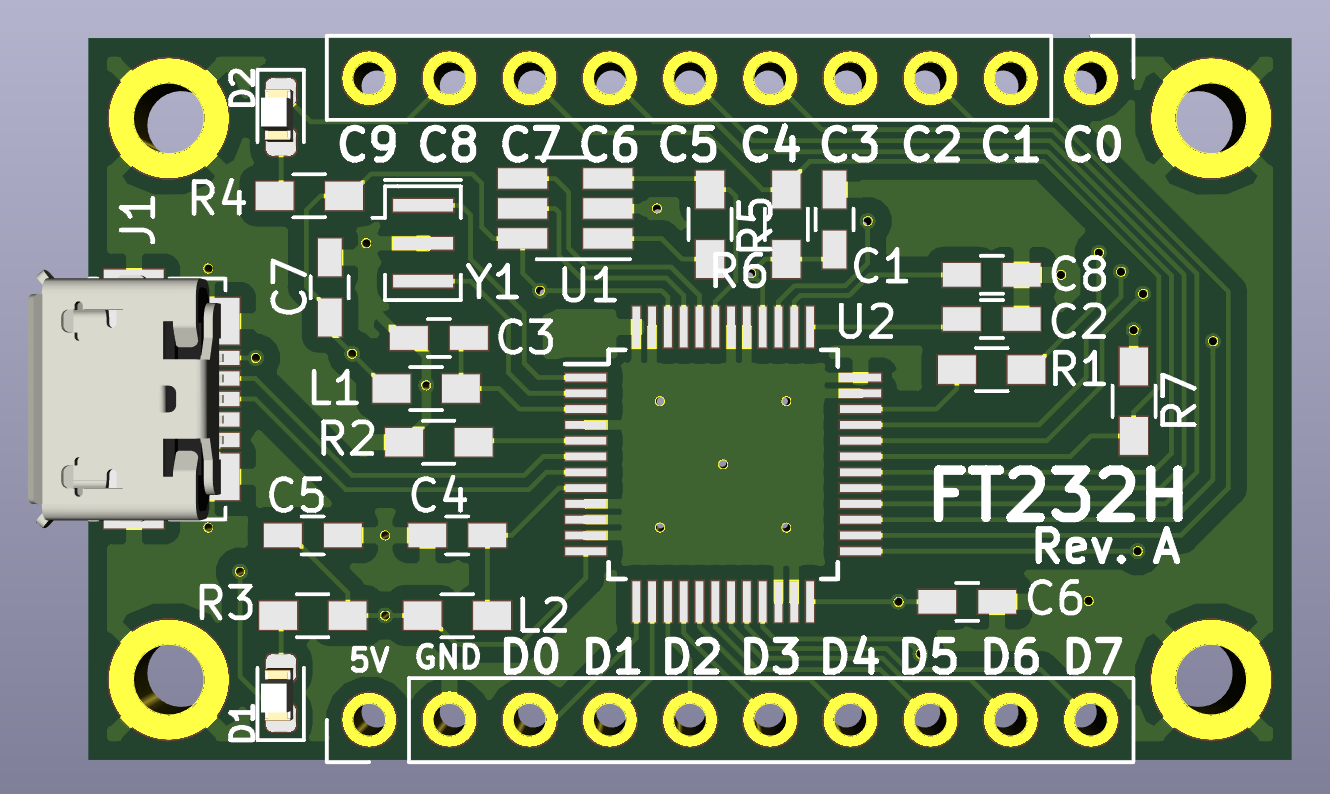 D2
C9 C8 C7 C6 C5 C4 C3 C2 C1 C0
R4
J1
R5
C7
Y1
U1
R6
C1
C8
U2
C2
C3
L1
R1
R7
R2
C5
C4
FT232H
Rev. A
R3
L2
C6
5V GND D0 D1 D2 D3 D4 D5 D6 D7
D1